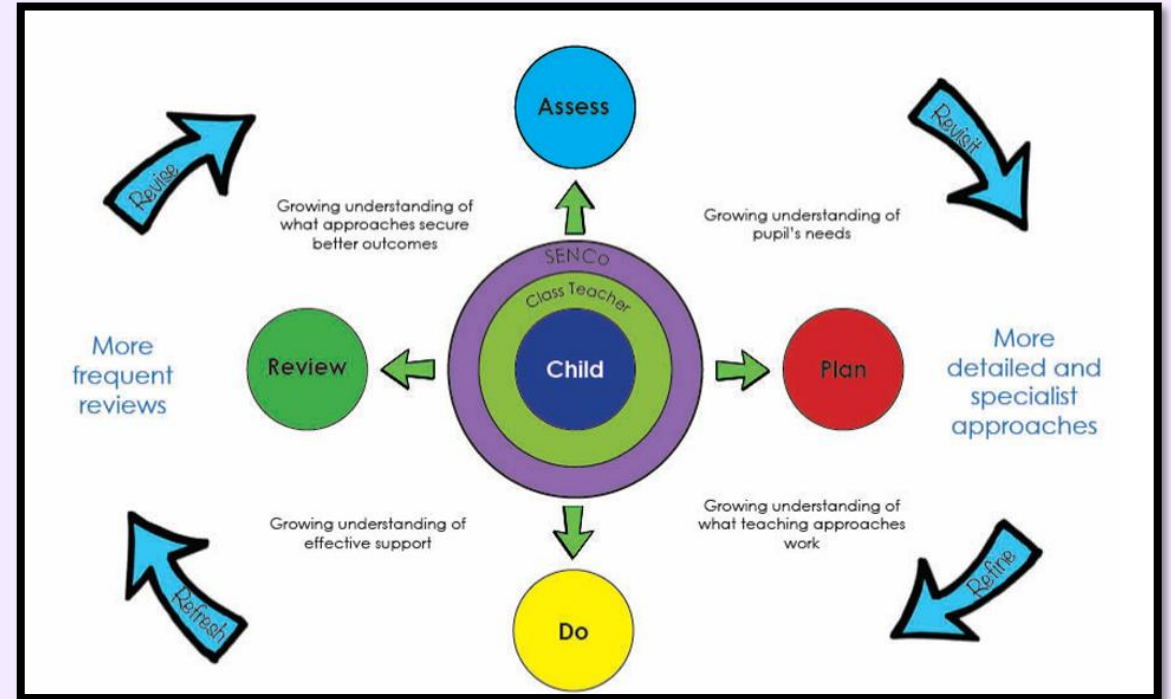 Assess
Revise
Revisit
Growing understanding of
what approaches secure
better outcomes
Growing understanding of
pupil's needs
SENCo
Class Teacher
Child
More
frequent
reviews
Review
Plan
More
detailed and
specialist
approaches
Growing understanding of
effective support
Growing understanding of
what teaching approaches
work
Refresh
Refine
Do